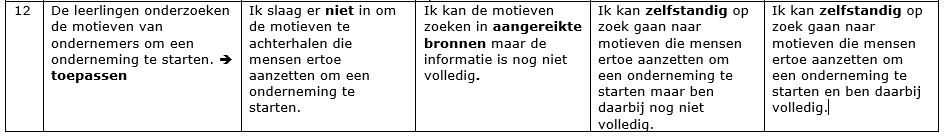 12
De leerlingen onderzoeken
de motieven van
ondernemers om een
onderneming te starten. ➔
toepassen
Ik slaag er niet in om
de motieven te
achterhalen die
mensen ertoe
aanzetten om een
onderneming te
starten.
Ik kan de motieven
zoeken in aangereikte
bronnen maar de
informatie is nog niet
volledig.
Ik kan zelfstandig op
zoek gaan naar
motieven die mensen
ertoe aanzetten om
een onderneming te
starten maar ben
daarbij nog niet
volledig.
Ik kan zelfstandig op
zoek gaan naar
motieven die mensen
ertoe aanzetten om
een onderneming te
starten en ben daarbij
volledig.